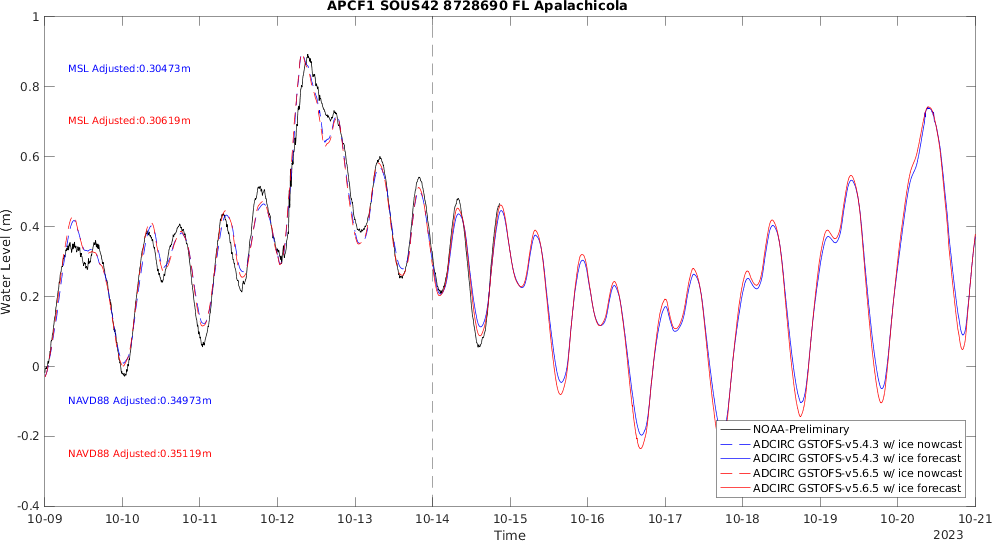 APCF1 SOUS42 8728690 FL Apalachicola
1
0.8
0.6
0.4
0.2
0
-0.2
-0.4
Water Level (m)
MSL Adjusted:0.30473m
MSL Adjusted:0.30619m
NAVD88 Adjusted:0.34973m
NAVD88 Adjusted:0.35119m
NOAA-Preliminary
ADCIRC GSTOFS-v5.4.3 w/ ice nowcast
ADCIRC GSTOFS-v5.4.3 w/ ice forecast
ADCIRC GSTOFS-v5.6.5 w/ ice nowcast
ADCIRC GSTOFS-v5.6.5 w/ ice forecast
10-09 10-10 10-11 10-12 10-13 10-14 10-15 10-16 10-17 10-18 10-19 10-20 10-21
Time
2023